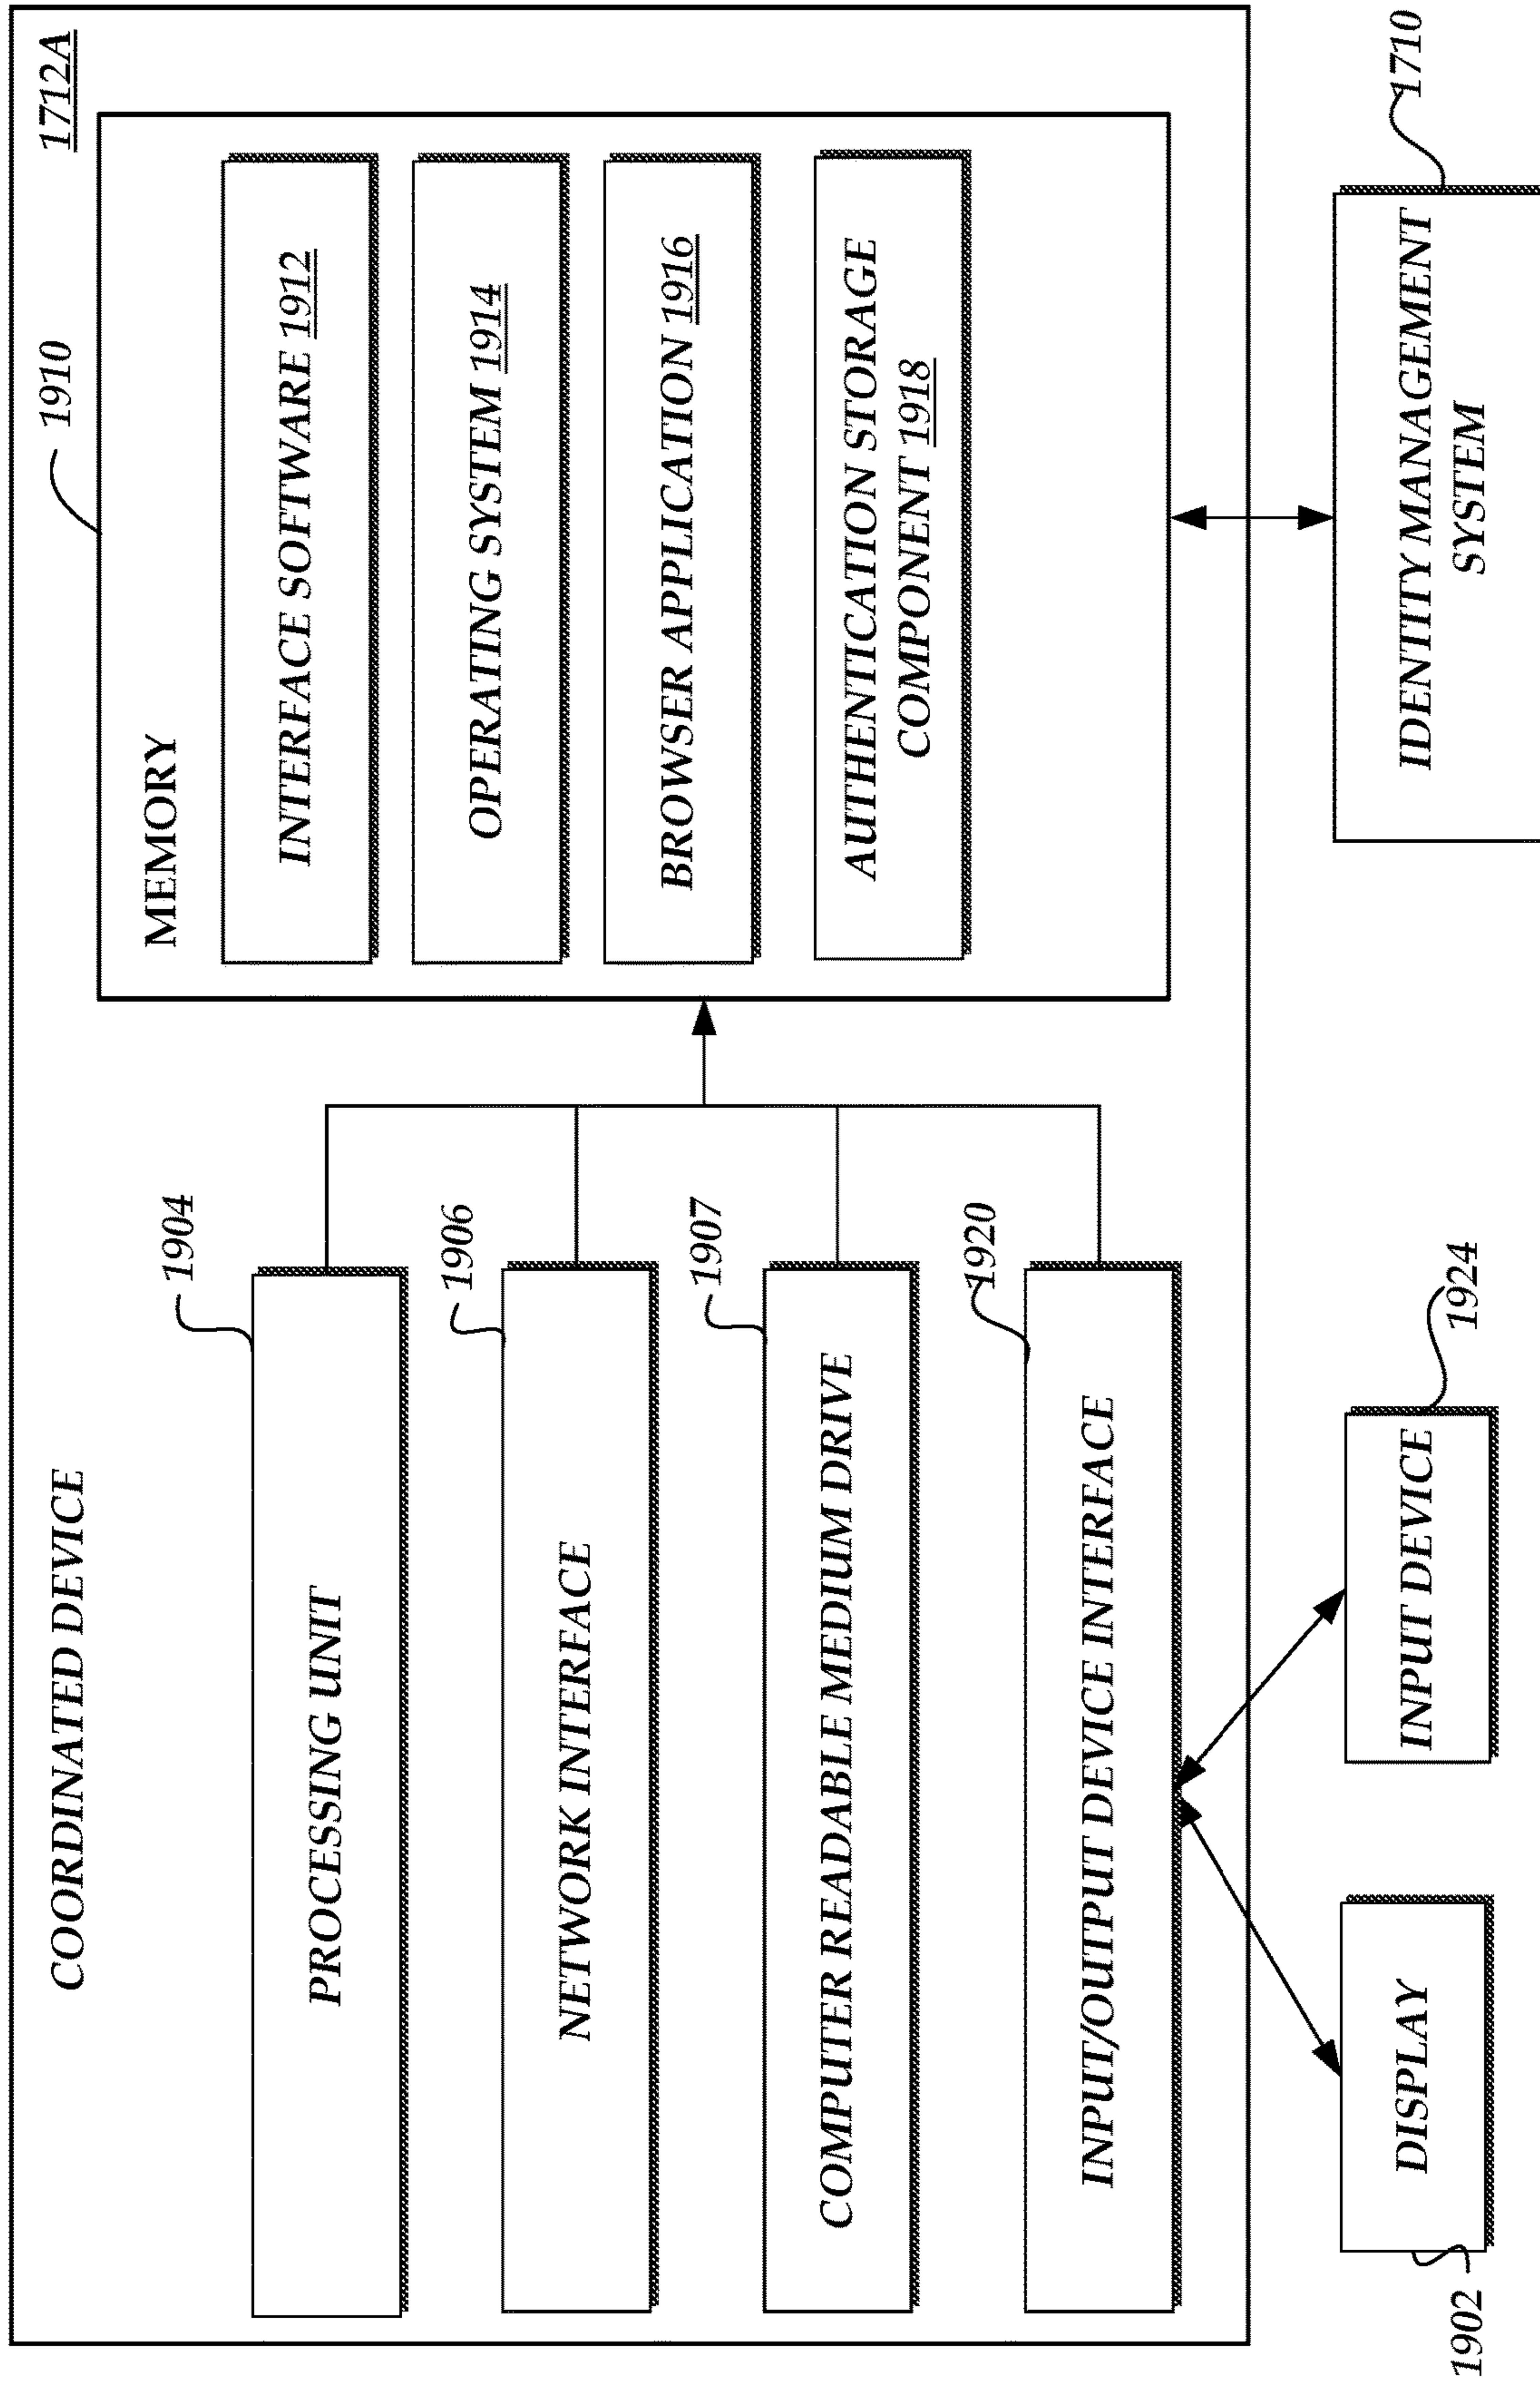 COORDINATED DEVICE
1712A
1910
MEMORY
1904
PROCESSING UNIT
INTERFACE SOFTWARE 1912
1906
NETWORK INTERFACE
OPERATING SYSTEM 1914
1907
COMPUTER READABLE MEDIUM DRIVE
BROWSER APPLICATION 1916
1920
INPUT/OUTPUT DEVICE INTERFACE
AUTHENTICATION STORAGE
COMPONENT 1918
1902
DISPLAY
INPUT DEVICE
1924
IDENTITY MANAGEMENT
SYSTEM
1710